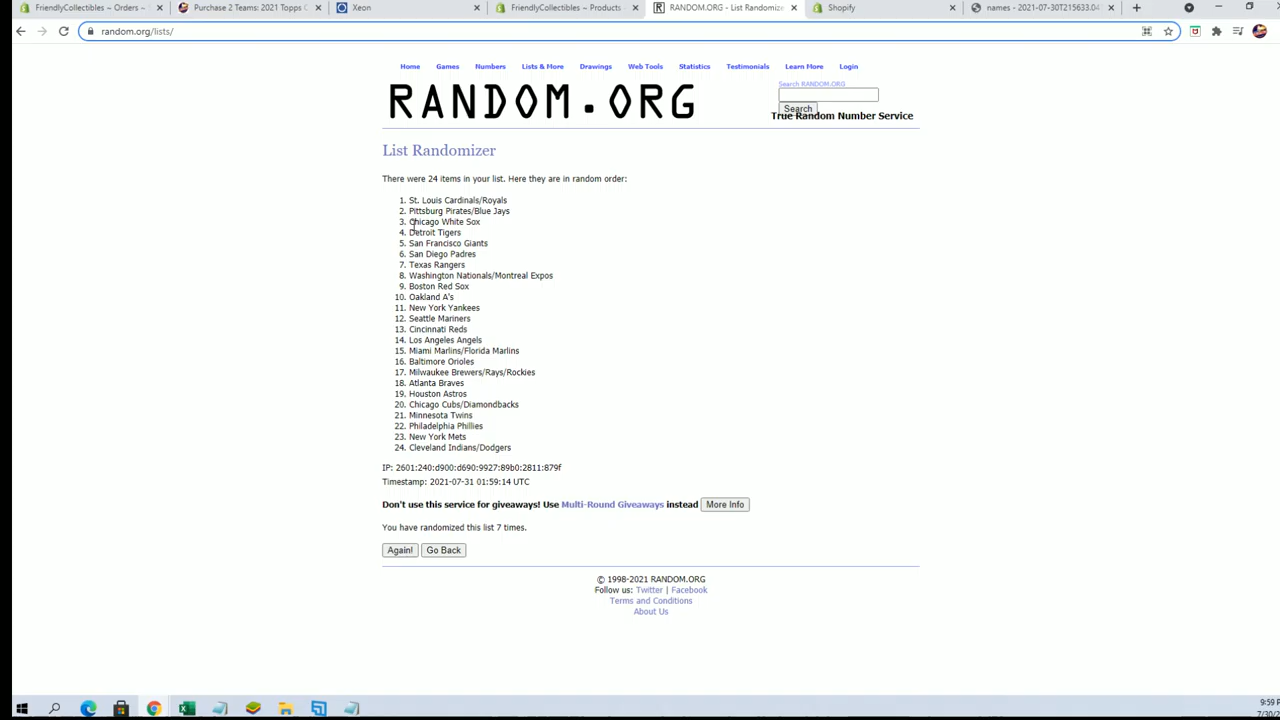 FriendlyCollectibles ~ Orders ~
Purchase 2 Teams: 2021 Topps C
Xeon
FriendlyCollectibles ~ Products
RANDOM.ORG - List Randomize
Shopify
names - 2021-07-30T215633.04
random.org/lists/
Home Games Numbers Lists & More Drawings Web Tools Statistics Testimonials Learn More Login
RANDOM.ORG
Search RANDOM.ORG
Search
True Random Number Service
List Randomizer
There were 24 items in your list. Here they are in random order:
1. St. Louis Cardinals/Royals
2. Pittsburg Pirates/Blue Jays
3. Chicago White Sox
4. Detroit Tigers
5. San Francisco Giants
6. San Diego Padres
7. Texas Rangers
8. Washington Nationals/Montreal Expos
9. Boston Red Sox
10. Oakland A's
11. New York Yankees
12. Seattle Mariners
13. Cincinnati Reds
14. Los Angeles Angels
15. Miami Marlins/Florida Marlins
16. Baltimore Orioles
17. Milwaukee Brewers/Rays/Rockies
18. Atlanta Braves
19. Houston Astros
20. Chicago Cubs/Diamondbacks
21. Minnesota Twins
22. Philadelphia Phillies
23. New York Mets
24. Cleveland Indians/Dodgers
IP: 2601:240:d900:d690:9927:89b0:2811:879f
Timestamp: 2021-07-31 01:59:14 UTC
Don't use this service for giveaways! Use Multi-Round Giveaways instead More Info
You have randomized this list 7 times.
Again! Go Back
© 1998-2021 RANDOM.ORG
Follow us: Twitter | Facebook
Terms and Conditions
About Us
9:59
7/30/2